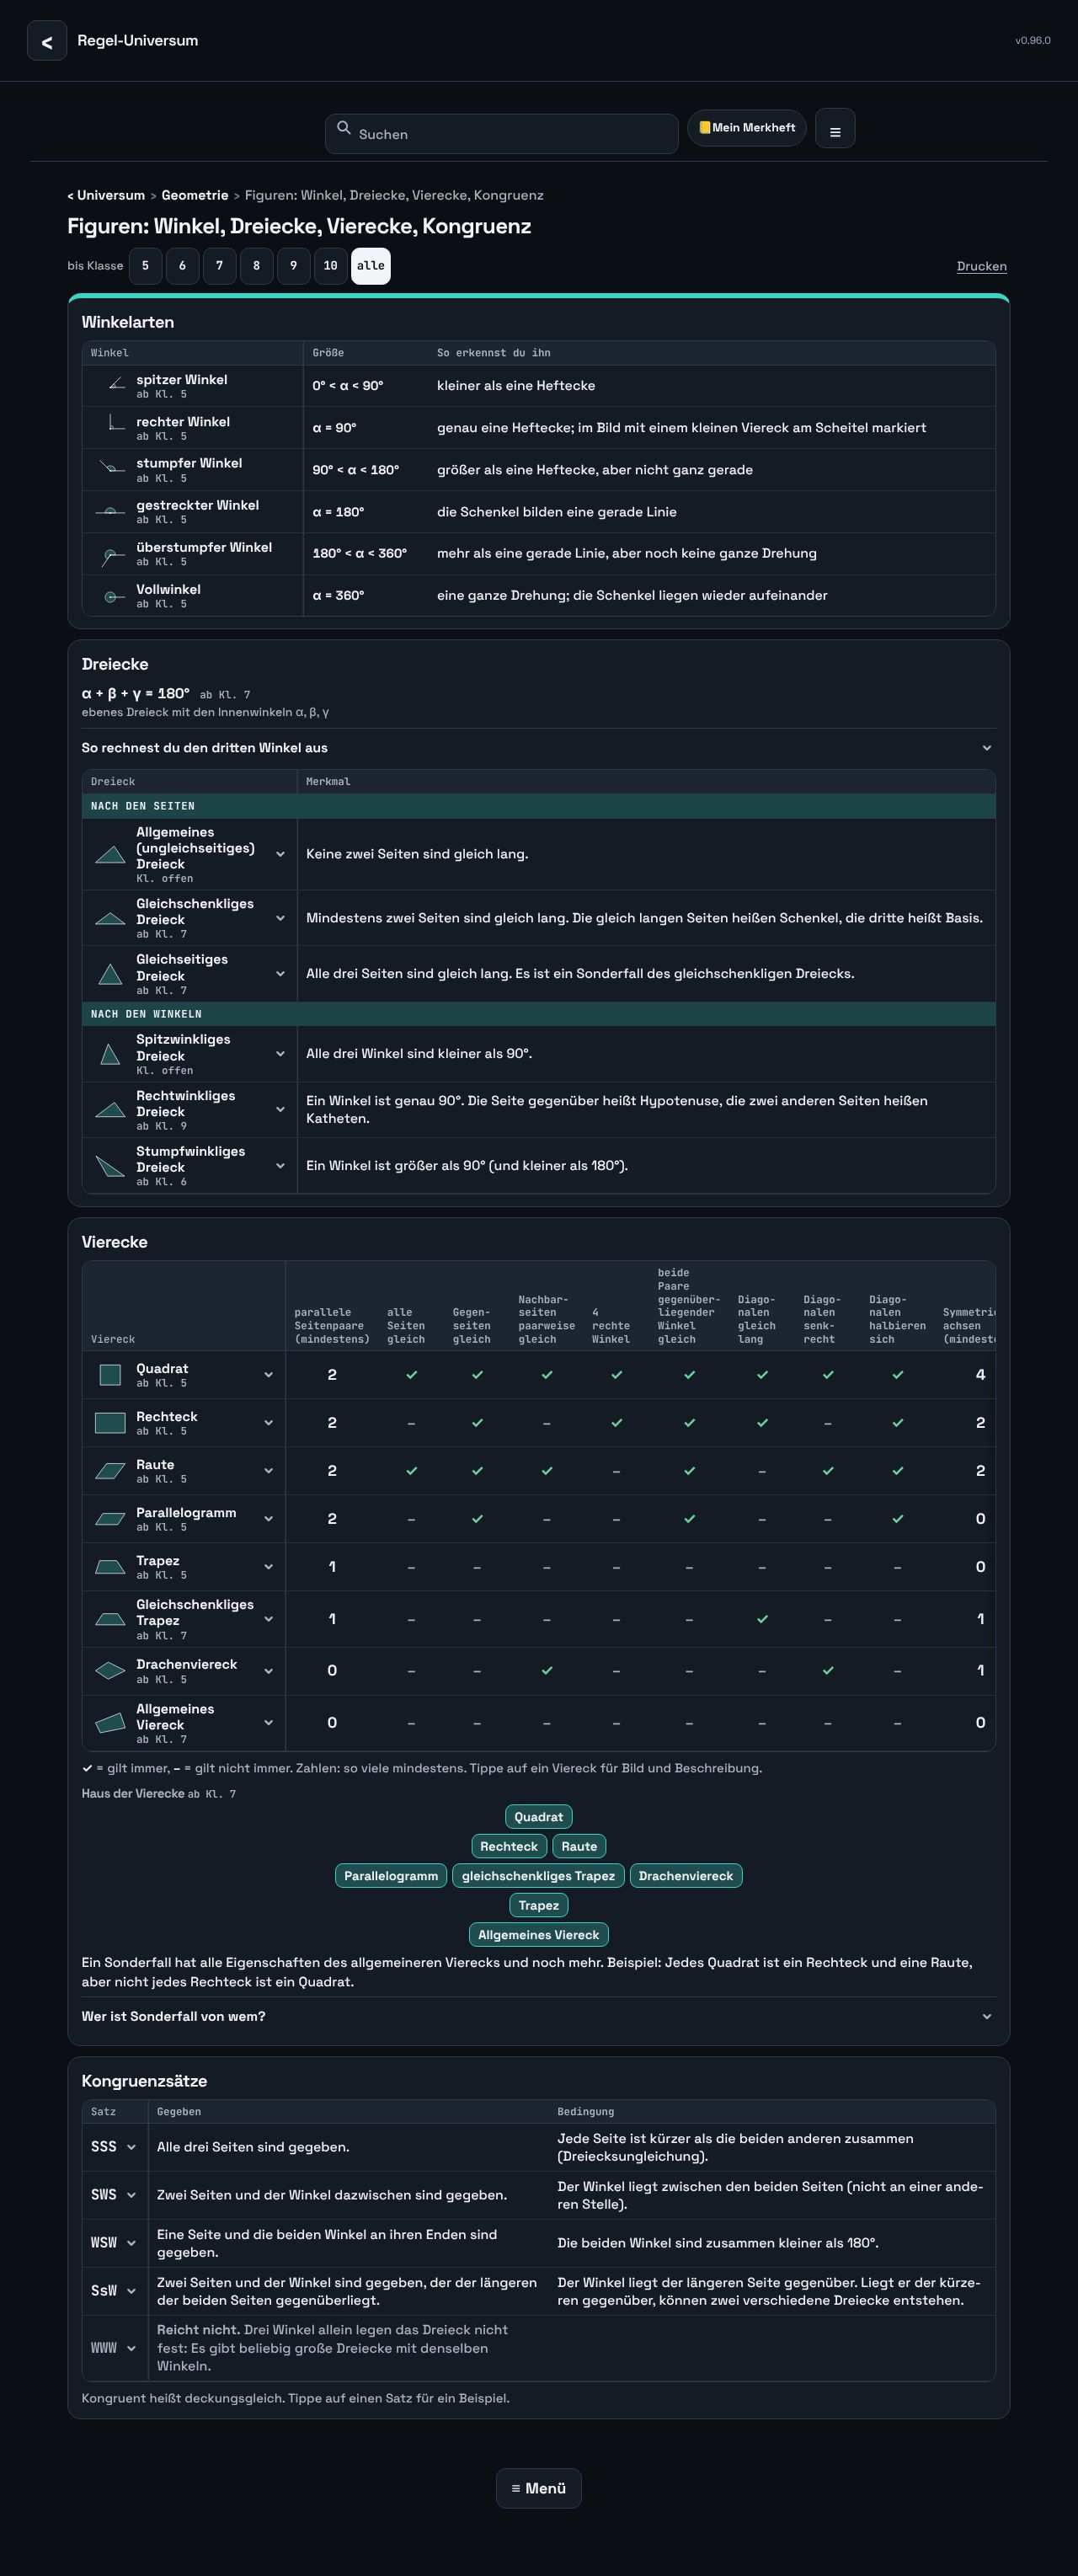 <
Regel-Universum
v0.96.0
Suchen
📒Mein Merkheft
≡
< Universum > Geometrie > Figuren: Winkel, Dreiecke, Vierecke, Kongruenz
Figuren: Winkel, Dreiecke, Vierecke, Kongruenz
bis Klasse 5 6 7 8 9 10 alle
Drucken
Winkelarten
Winkel Größe So erkennst du ihn
spitzer Winkel
ab Kl. 5
0° < α < 90° kleiner als eine Heftecke
rechter Winkel
ab Kl. 5
α = 90° genau eine Heftecke; im Bild mit einem kleinen Viereck am Scheitel markiert
stumpfer Winkel
ab Kl. 5
90° < α < 180° größer als eine Heftecke, aber nicht ganz gerade
gestreckter Winkel
ab Kl. 5
α = 180° die Schenkel bilden eine gerade Linie
überstumpfer Winkel
ab Kl. 5
180° < α < 360° mehr als eine gerade Linie, aber noch keine ganze Drehung
Vollwinkel
ab Kl. 5
α = 360° eine ganze Drehung; die Schenkel liegen wieder aufeinander
Dreiecke
α + β + γ = 180° ab Kl. 7
ebenes Dreieck mit den Innenwinkeln α, β, γ
So rechnest du den dritten Winkel aus
Dreieck Merkmal
NACH DEN SEITEN
Allgemeines
(ungleichseitiges)
Dreieck
Kl. offen
Keine zwei Seiten sind gleich lang.
Gleichschenkliges
Dreieck
ab Kl. 7
Mindestens zwei Seiten sind gleich lang. Die gleich langen Seiten heißen Schenkel, die dritte heißt Basis.
Gleichseitiges
Dreieck
ab Kl. 7
Alle drei Seiten sind gleich lang. Es ist ein Sonderfall des gleichschenkligen Dreiecks.
NACH DEN WINKELN
Spitzwinkliges
Dreieck
Kl. offen
Alle drei Winkel sind kleiner als 90°.
Rechtwinkliges
Dreieck
ab Kl. 9
Ein Winkel ist genau 90°. Die Seite gegenüber heißt Hypotenuse, die zwei anderen Seiten heißen
Katheten.
Stumpfwinkliges
Dreieck
ab Kl. 6
Ein Winkel ist größer als 90° (und kleiner als 180°).
Vierecke
Viereck
parallele
Seitenpaare
(mindestens)
alle
Seiten
gleich
Gegen-
seiten
gleich
Nachbar-
seiten
paarweise
gleich
4
rechte
Winkel
beide
Paare
gegenüber-
liegender
Winkel
gleich
Diago-
nalen
gleich
lang
Diago-
nalen
senk-
recht
Diago-
nalen
halbieren
sich
Symmetrie
achsen
(mindeste
Quadrat
ab Kl. 5
2 ✓ ✓ ✓ ✓ ✓ ✓ ✓ ✓ 4
Rechteck
ab Kl. 5
2 – ✓ – ✓ ✓ ✓ – ✓ 2
Raute
ab Kl. 5
2 ✓ ✓ ✓ – ✓ – ✓ ✓ 2
Parallelogramm
ab Kl. 5
2 – ✓ – – ✓ – – ✓ 0
Trapez
ab Kl. 5
1 – – – – – – – – 0
Gleichschenkliges
Trapez
ab Kl. 7
1 – – – – – ✓ – – 1
Drachenviereck
ab Kl. 5
0 – – ✓ – – – ✓ – 1
Allgemeines
Viereck
ab Kl. 7
0 – – – – – – – – 0
✓ = gilt immer, – = gilt nicht immer. Zahlen: so viele mindestens. Tippe auf ein Viereck für Bild und Beschreibung.
Haus der Vierecke ab Kl. 7
Quadrat
Rechteck Raute
Parallelogramm gleichschenkliges Trapez Drachenviereck
Trapez
Allgemeines Viereck
Ein Sonderfall hat alle Eigenschaften des allgemeineren Vierecks und noch mehr. Beispiel: Jedes Quadrat ist ein Rechteck und eine Raute,
aber nicht jedes Rechteck ist ein Quadrat.
Wer ist Sonderfall von wem?
Kongruenzsätze
Satz Gegeben Bedingung
SSS
Alle drei Seiten sind gegeben.
Jede Seite ist kürzer als die beiden anderen zusammen
(Dreiecksungleichung).
SWS
Zwei Seiten und der Winkel dazwischen sind gegeben.
Der Winkel liegt zwischen den beiden Seiten (nicht an einer ande-
ren Stelle).
WSW
Eine Seite und die beiden Winkel an ihren Enden sind
gegeben.
Die beiden Winkel sind zusammen kleiner als 180°.
SsW
Zwei Seiten und der Winkel sind gegeben, der der längeren
der beiden Seiten gegenüberliegt.
Der Winkel liegt der längeren Seite gegenüber. Liegt er der kürze-
ren gegenüber, können zwei verschiedene Dreiecke entstehen.
WWW
Reicht nicht. Drei Winkel allein legen das Dreieck nicht
fest: Es gibt beliebig große Dreiecke mit denselben
Winkeln.
Kongruent heißt deckungsgleich. Tippe auf einen Satz für ein Beispiel.
≡ Menü